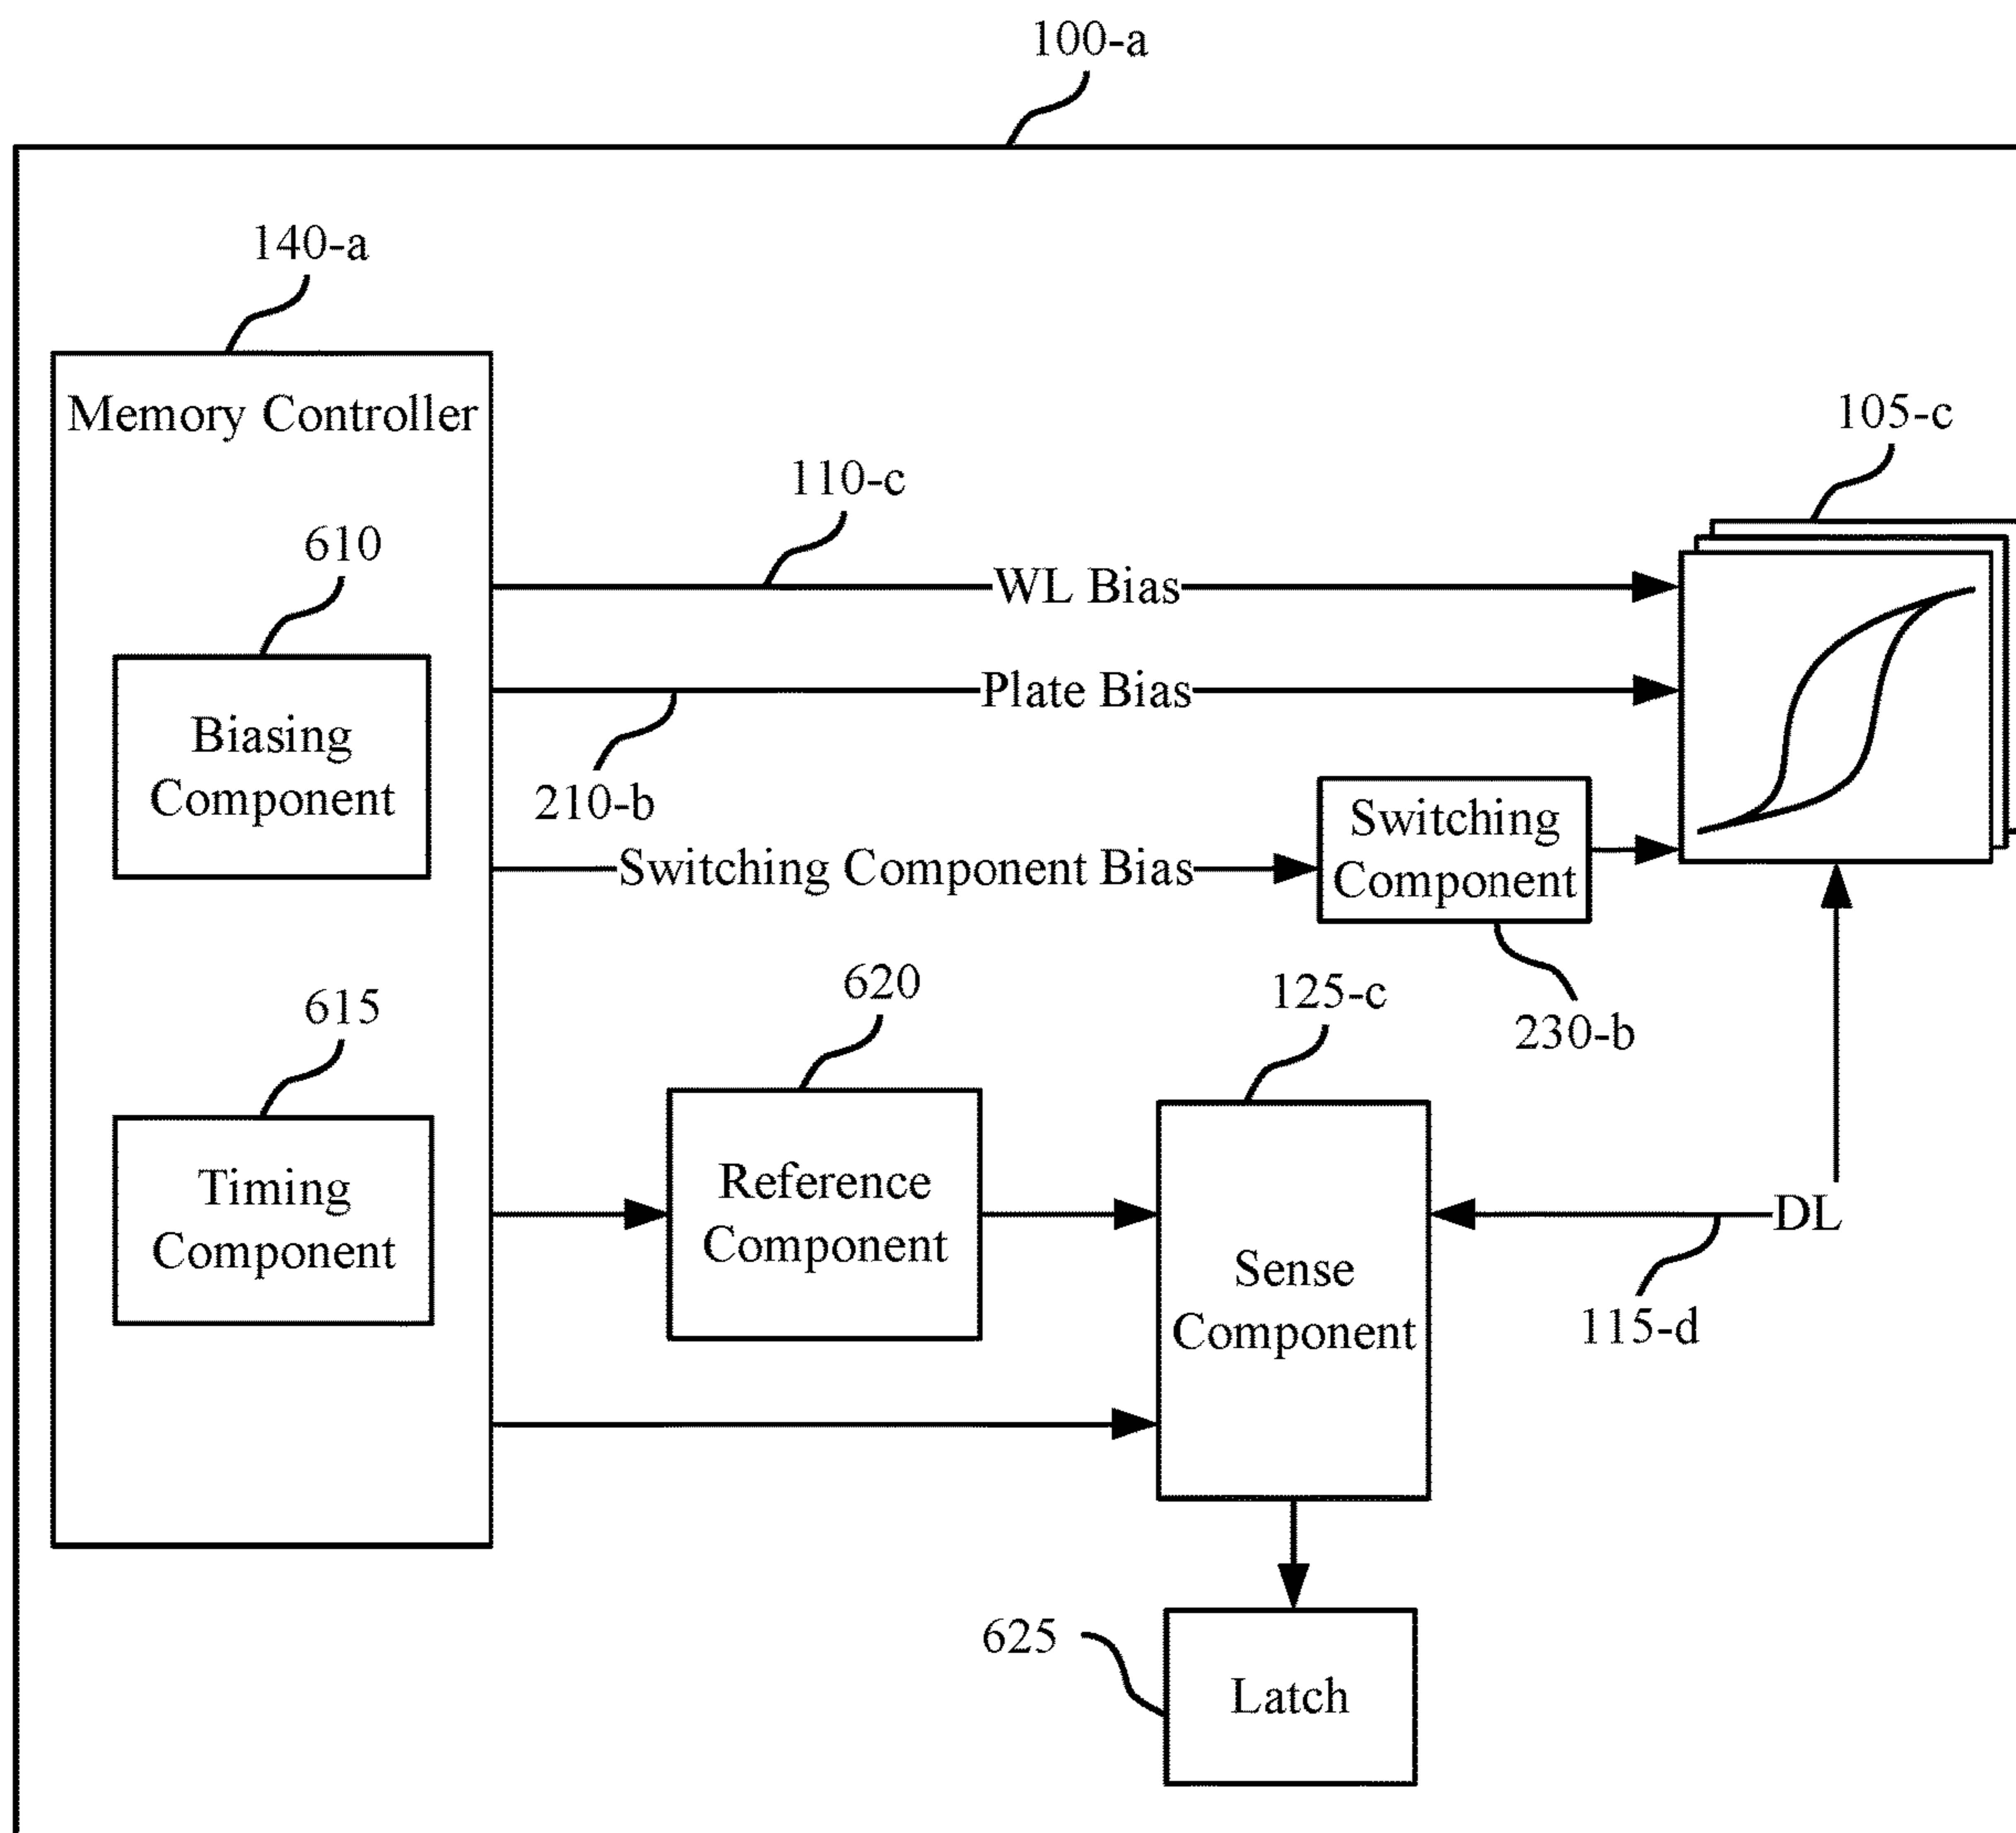 100-a
140-a
Memory Controller
105-c
110-c
610
WL Bias
Plate Bias
Biasing
Component
210-b
Switching
Component
Switching Component Bias
620
125-c
230-b
615
Reference
Component
Timing
Component
DL
Sense
Component
115-d
625
Latch